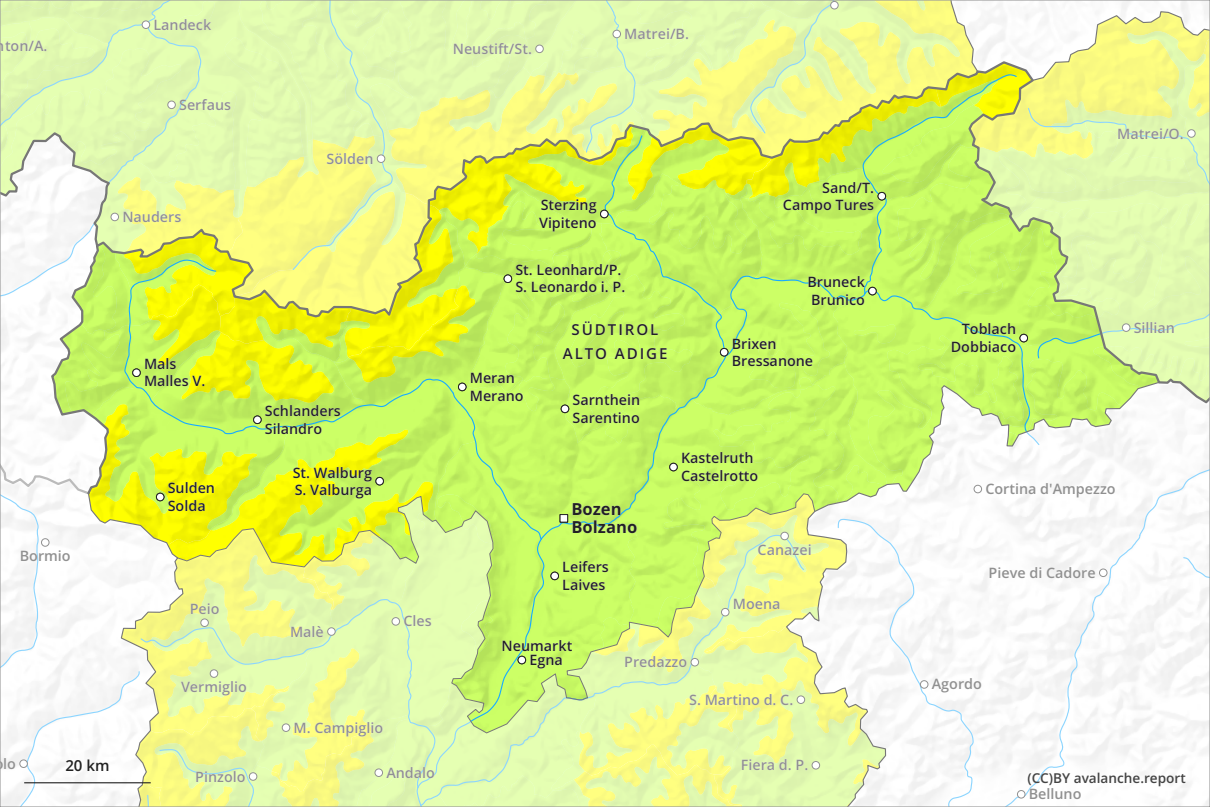 Landeck
Matrei/B.
Neustift/St.
nton/A.
Serfaus
Matrei/O.
Sölden
Sand/T.
Campo Tures
Nauders
Sterzing
Vipiteno
St. Leonhard/P.
S. Leonardo i. P.
Bruneck
Brunico
SÜDTIROL
ALTO ADIGE
Toblach
Dobbiaco
Sillian
Brixen
Bressanone
Mals
Malles V.
Meran
Merano
Sarnthein
Sarentino
Schlanders
Silandro
Kastelruth
Castelrotto
St. Walburg
S. Valburga
Sulden
Solda
Cortina d'Ampezzo
Bozen
Bolzano
Bormio
Canazei
Leifers
Laives
Pieve di Cadore
Peio
Moena
Cles
Malè
Neumarkt
Egna
Predazzo
Vermiglio
Agordo
S. Martino d. C.
M. Campiglio
20 km
olo
Pinzolo
Andalo
Fiera d. P.
(CC)BY avalanche.report
Belluno